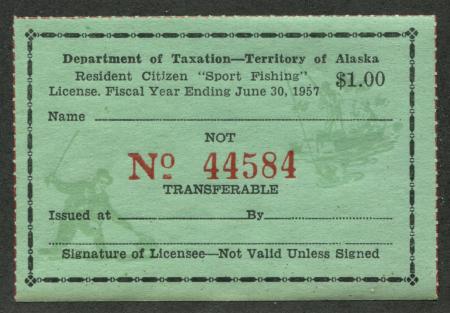 Department of Taxation—Territory of Alaska
Resident Citizen "Sport Fishing" $1.00
License. Fiscal Year Ending June 30, 1957
Name
NOT
No 44584
TRANSFERABLE
Issued at By
Signature of Licensee—Not Valid Unless Signed